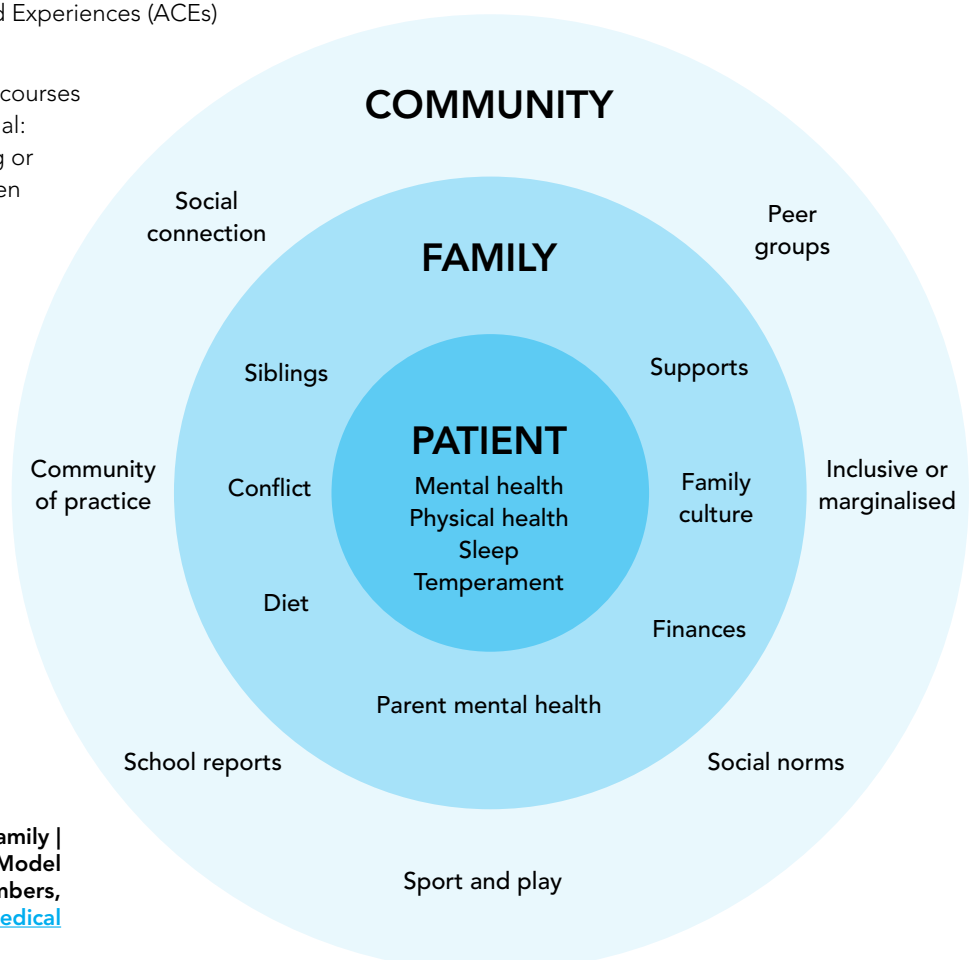 d Experiences (ACEs)
courses
al:
g or
en
COMMUNITY
Social
connection
Peer
groups
FAMILY
Siblings
Supports
PATIENT
Mental health
Physical health
Sleep
Temperament
Community
of practice
Conflict
Family
culture
Inclusive or
marginalised
Diet
Finances
Parent mental health
School reports
Social norms
Sport and play
amily |
Model
mbers,
edical